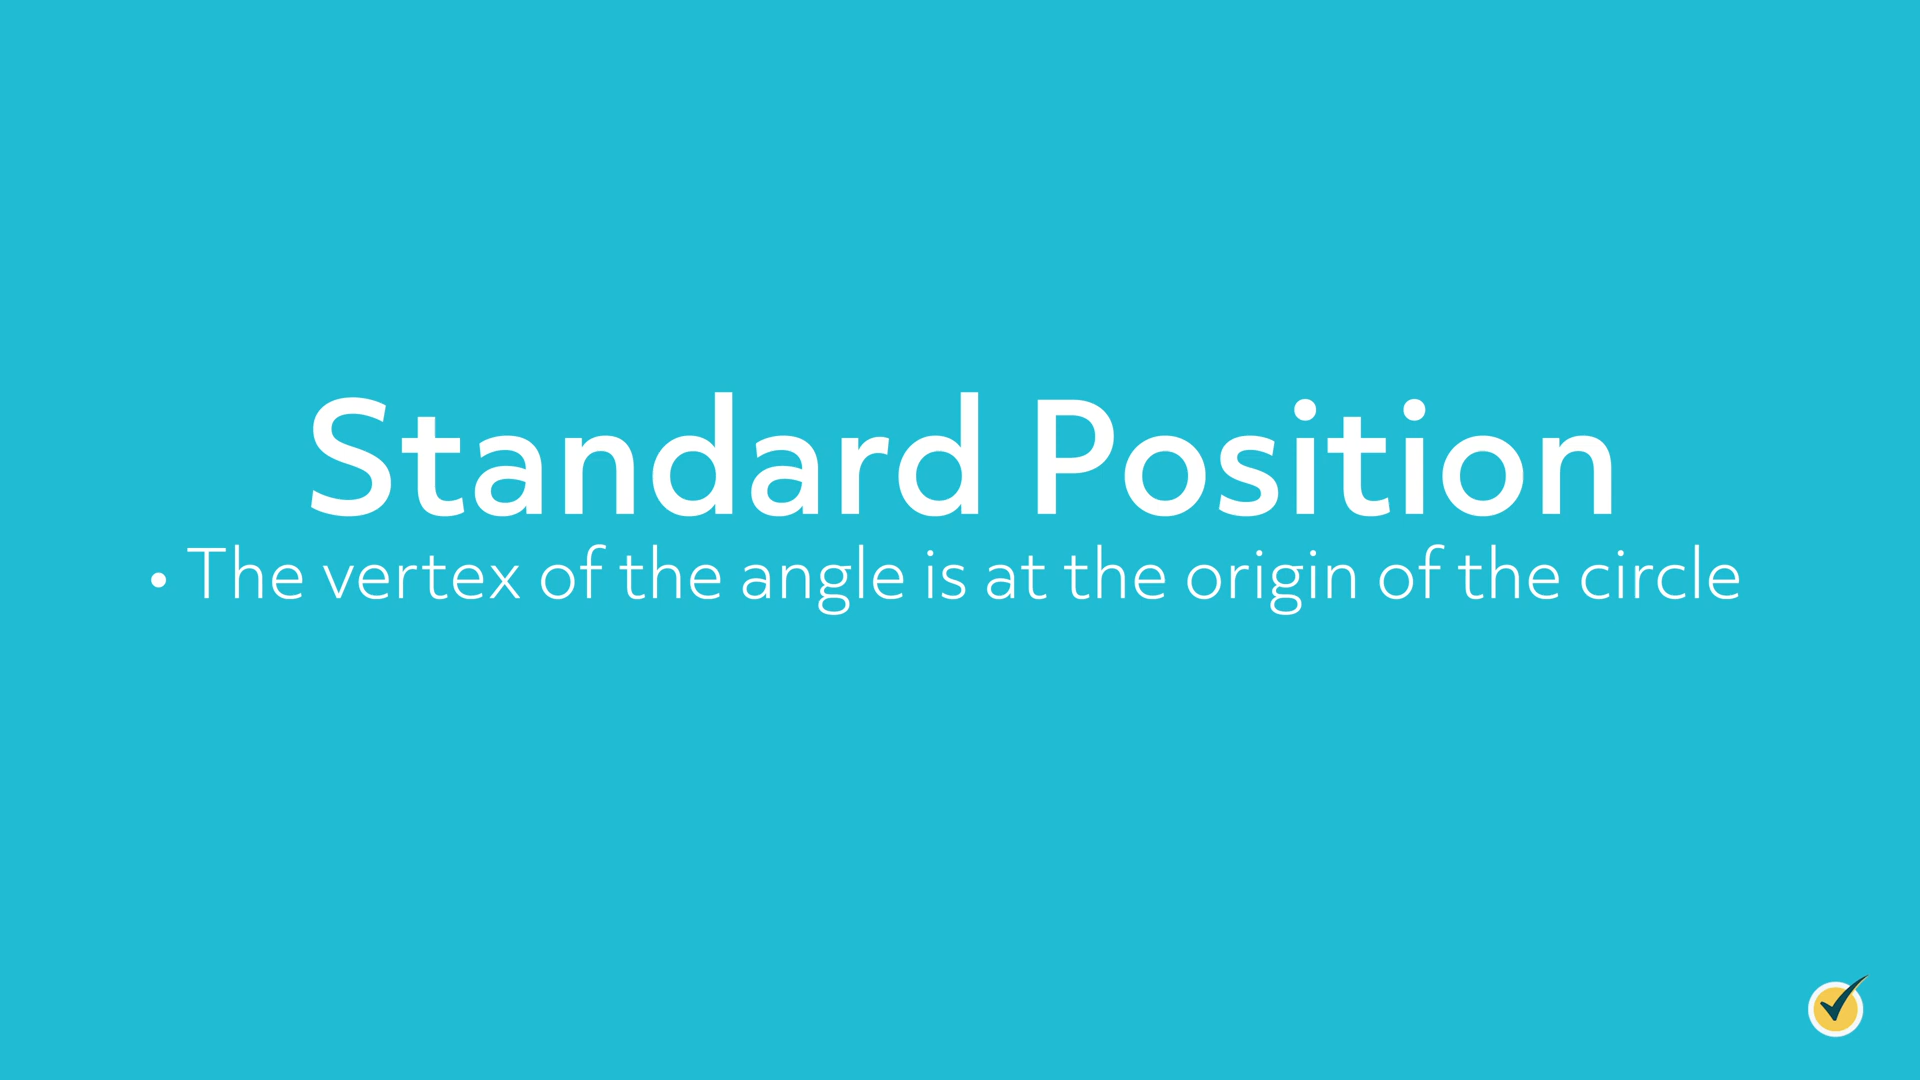 Standard Position
• The vertex of the angle is at the origin of the circle